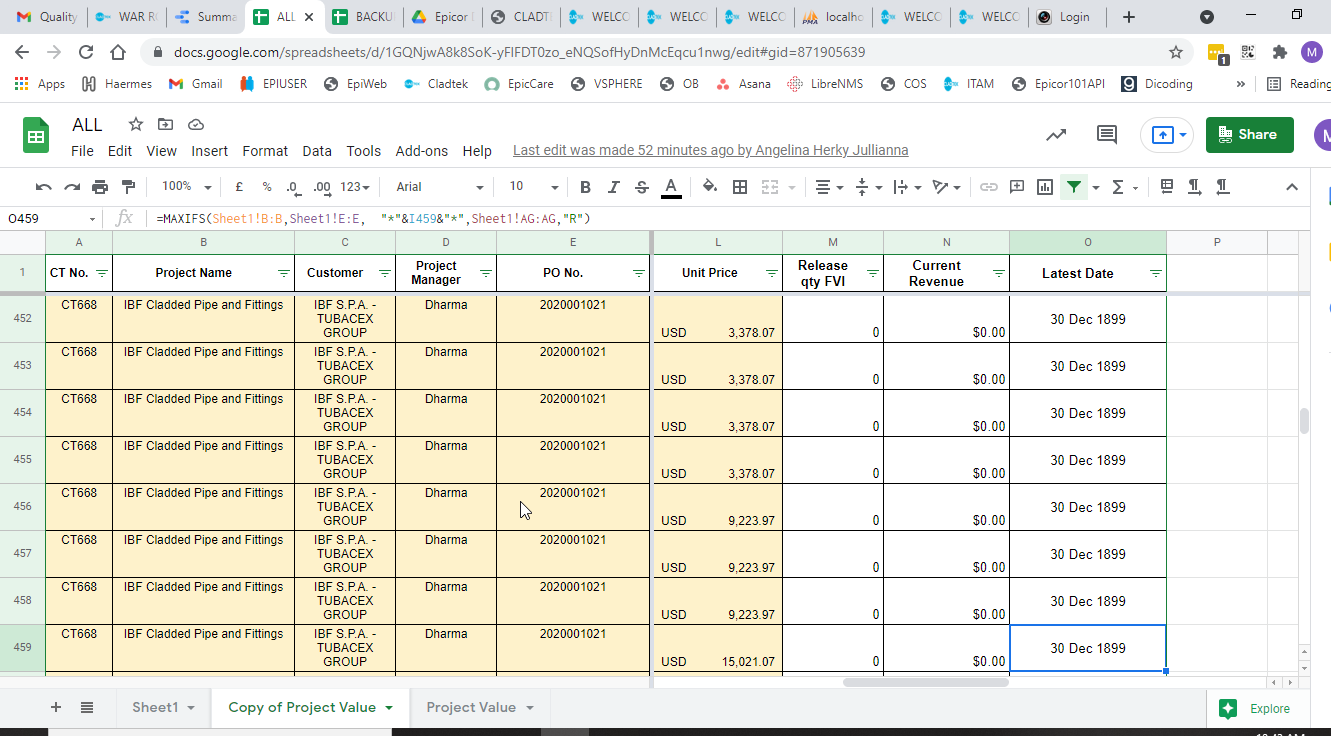 Quality WAR R Summa ALL BACKU Epicor CLADT WELCO WELCO WELCO localho WELCO WELCO Login
docs.google.com/spreadsheets/d/1GQNjwA8k8SoK-yFIFDT0zo_eNQSofHyDnMcEqcu1nwg/edit#gid=871905639 1 M
Apps Haermes Gmail EPIUSER EpiWeb Cladtek EpicCare VSPHERE OB Asana LibreNMS COS ITAM Epicor101API Dicoding » Reading
ALL
File Edit View Insert Format Data Tools Add-ons Help Last edit was made 52 minutes ago by Angelina Herky Jullianna
Share
100% £ % .0 .00 123 Arial 10 B I S A
O459 fx =MAXIFS(Sheet1!B:B,Sheet1!E:E, "*"&I459&"*",Sheet1!AG:AG,"R")
A B C D E L M N O P
1 CT No. Project Name Customer Project Manager PO No. Unit Price Release qty FVI Current Revenue Latest Date
452 CT668 IBF Cladded Pipe and Fittings IBF S.P.A. - TUBACEX GROUP Dharma 2020001021 USD 3,378.07 0 $0.00 30 Dec 1899
453 CT668 IBF Cladded Pipe and Fittings IBF S.P.A. - TUBACEX GROUP Dharma 2020001021 USD 3,378.07 0 $0.00 30 Dec 1899
454 CT668 IBF Cladded Pipe and Fittings IBF S.P.A. - TUBACEX GROUP Dharma 2020001021 USD 3,378.07 0 $0.00 30 Dec 1899
455 CT668 IBF Cladded Pipe and Fittings IBF S.P.A. - TUBACEX GROUP Dharma 2020001021 USD 3,378.07 0 $0.00 30 Dec 1899
456 CT668 IBF Cladded Pipe and Fittings IBF S.P.A. - TUBACEX GROUP Dharma 2020001021 USD 9,223.97 0 $0.00 30 Dec 1899
457 CT668 IBF Cladded Pipe and Fittings IBF S.P.A. - TUBACEX GROUP Dharma 2020001021 USD 9,223.97 0 $0.00 30 Dec 1899
458 CT668 IBF Cladded Pipe and Fittings IBF S.P.A. - TUBACEX GROUP Dharma 2020001021 USD 9,223.97 0 $0.00 30 Dec 1899
459 CT668 IBF Cladded Pipe and Fittings IBF S.P.A. - TUBACEX GROUP Dharma 2020001021 USD 15,021.07 0 $0.00 30 Dec 1899
Sheet1 Copy of Project Value Project Value Explore